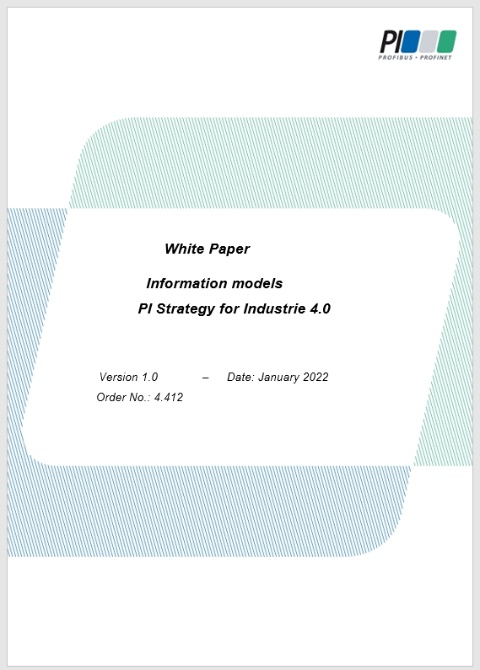 PI
PROFIBUS • PROFINET
White Paper
Information models
PI Strategy for Industrie 4.0
Version 1.0 – Date: January 2022
Order No.: 4.412